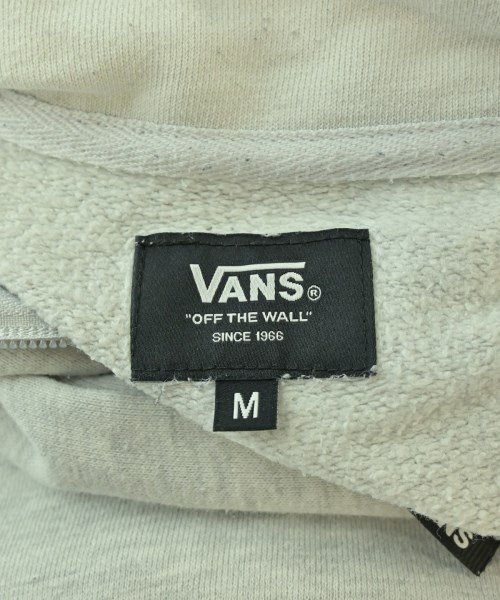 VANS®
"OFF THE WALL"
SINCE 1966
M